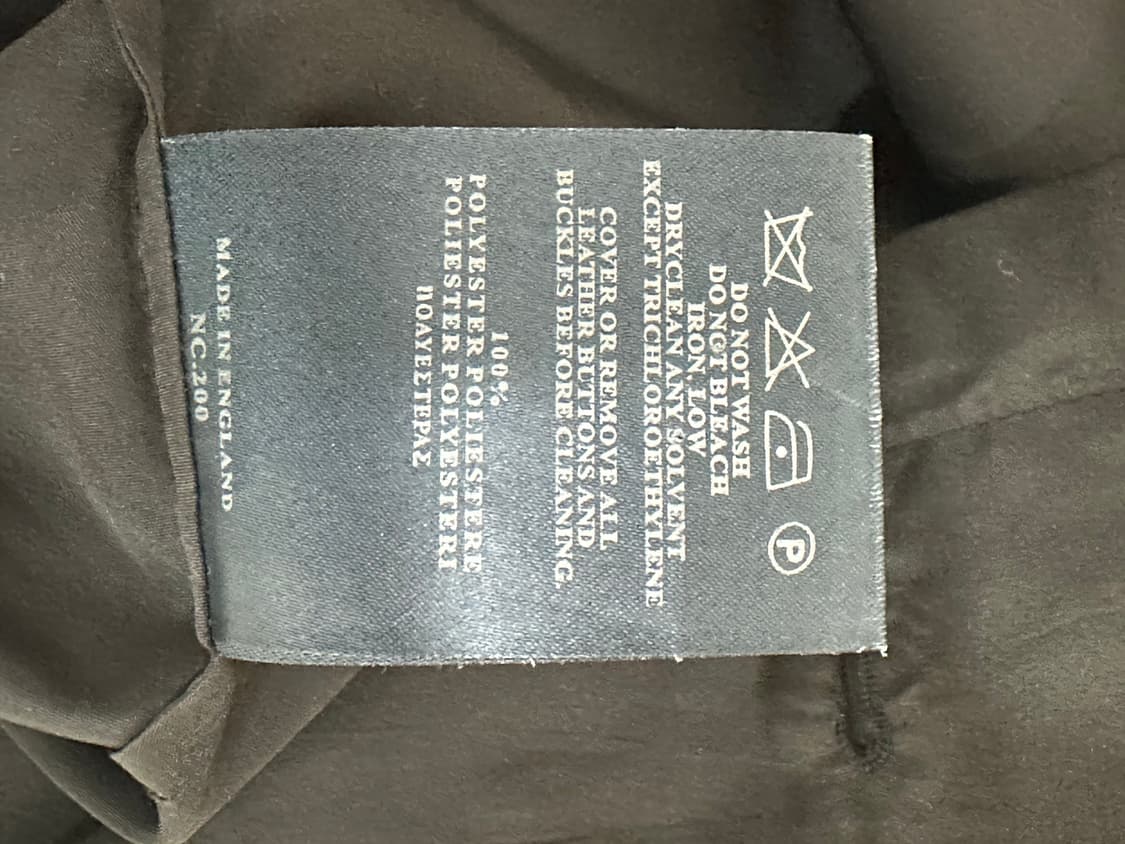 P
DO NOT WASH
DO NOT BLEACH
IRON LOW
DRYCLEAN ANY SOLVENT
EXCEPT TRICHLOROETHYLENE
COVER OR REMOVE ALL
LEATHER BUTTONS AND
BUCKLES BEFORE CLEANING.
100%
POLYESTER POLIESTERE
POLIESTER POLYESTERI
ΠΟΛΥΕΣΤΕΡΑΣ
MADE IN ENGLAND
NC.200